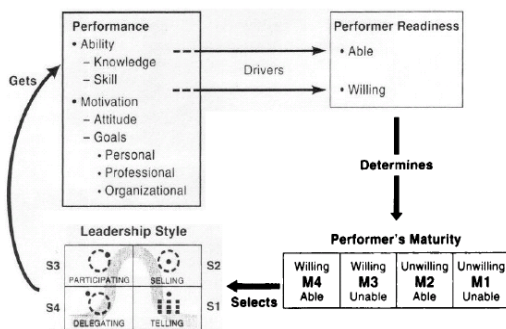 Performance
• Ability
– Knowledge
– Skill
• Motivation
– Attitude
– Goals
• Personal
• Professional
• Organizational
Drivers
Performer Readiness
• Able
• Willing
Gets
Determines
Leadership Style
S3
PARTICIPATING
SELLING
S2
S4
DELEGATING
TELLING
S1
Selects
Performer's Maturity
Willing Willing Unwilling Unwilling
M4 M3 M2 M1
Able Unable Able Unable